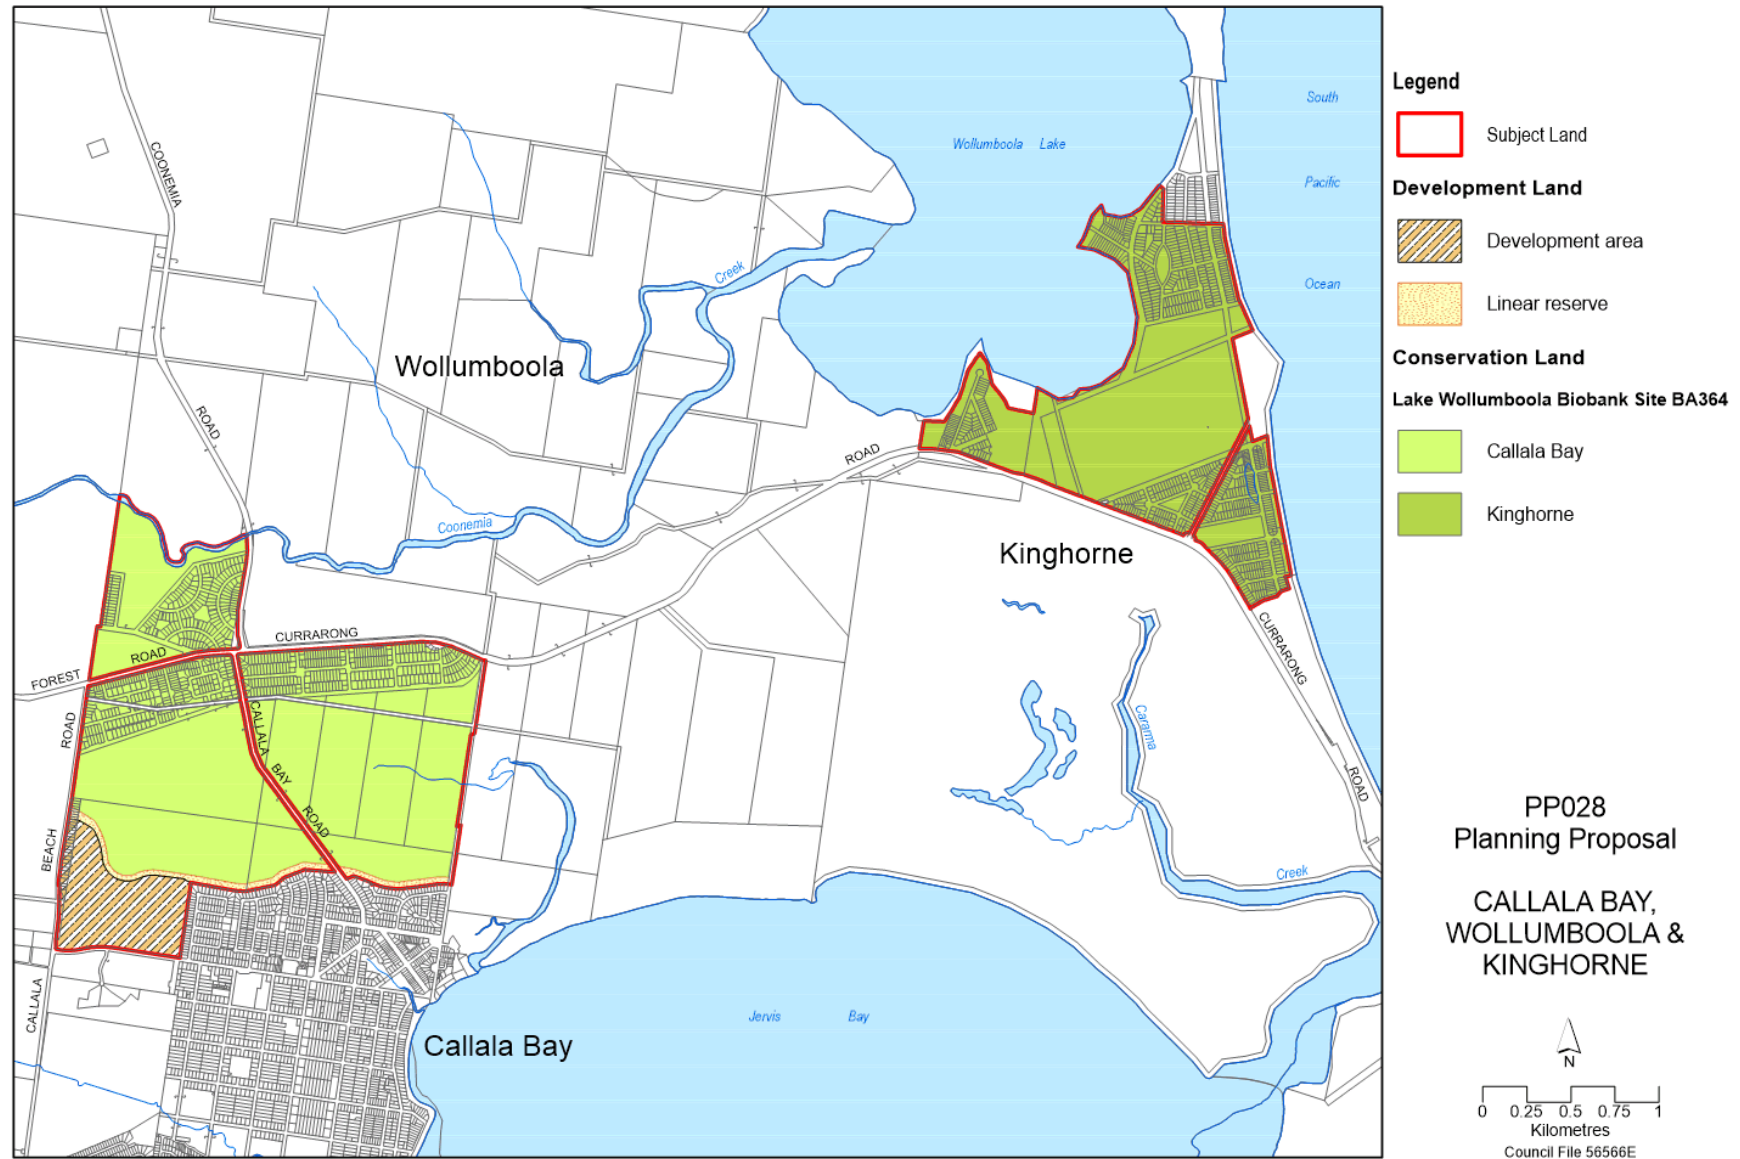 Wollumboola Lake
South
Pacific
Ocean
COONEMIA
ROAD
Creek
Wollumboola
Coonemia
ROAD
Kinghorne
CURRARONG
ROAD
FOREST
ROAD
CURRARONG
ROAD
BEACH
CALLALA
CALLALA
BAY
ROAD
Cararma
Creek
Callala Bay
Jervis Bay
Legend
Subject Land
Development Land
Development area
Linear reserve
Conservation Land
Lake Wollumboola Biobank Site BA364
Callala Bay
Kinghorne
PP028
Planning Proposal
CALLALA BAY,
WOLLUMBOOLA &
KINGHORNE
N
0 0.25 0.5 0.75 1
Kilometres
Council File 56566E